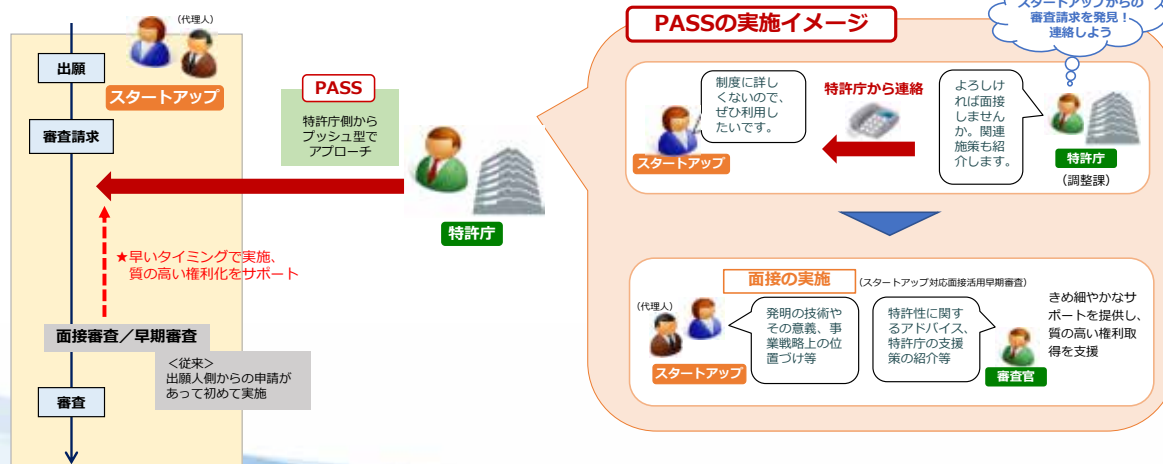 (代理人)
出願
スタートアップ
審査請求
PASS
特許庁側から
プッシュ型で
アプローチ
特許庁
★早いタイミングで実施、
質の高い権利化をサポート
面接審査／早期審査
＜従来＞
出願人側からの申請が
あって初めて実施
審査
PASSの実施イメージ
スタートアップからの
審査請求を発見！
連絡しよう
制度に詳し
くないので、
ぜひ利用し
たいです。
スタートアップ
特許庁から連絡
よろしけ
れば面接
しません
か。関連
施策も紹
介します。
特許庁
(調整課)
面接の実施
(スタートアップ対応面接活用早期審査)
(代理人)
スタートアップ
発明の技術や
その意義、事
業戦略上の位
置づけ等
特許性に関す
るアドバイス、
特許庁の支援
策の紹介等
審査官
きめ細やかなサ
ポートを提供し、
質の高い権利取
得を支援